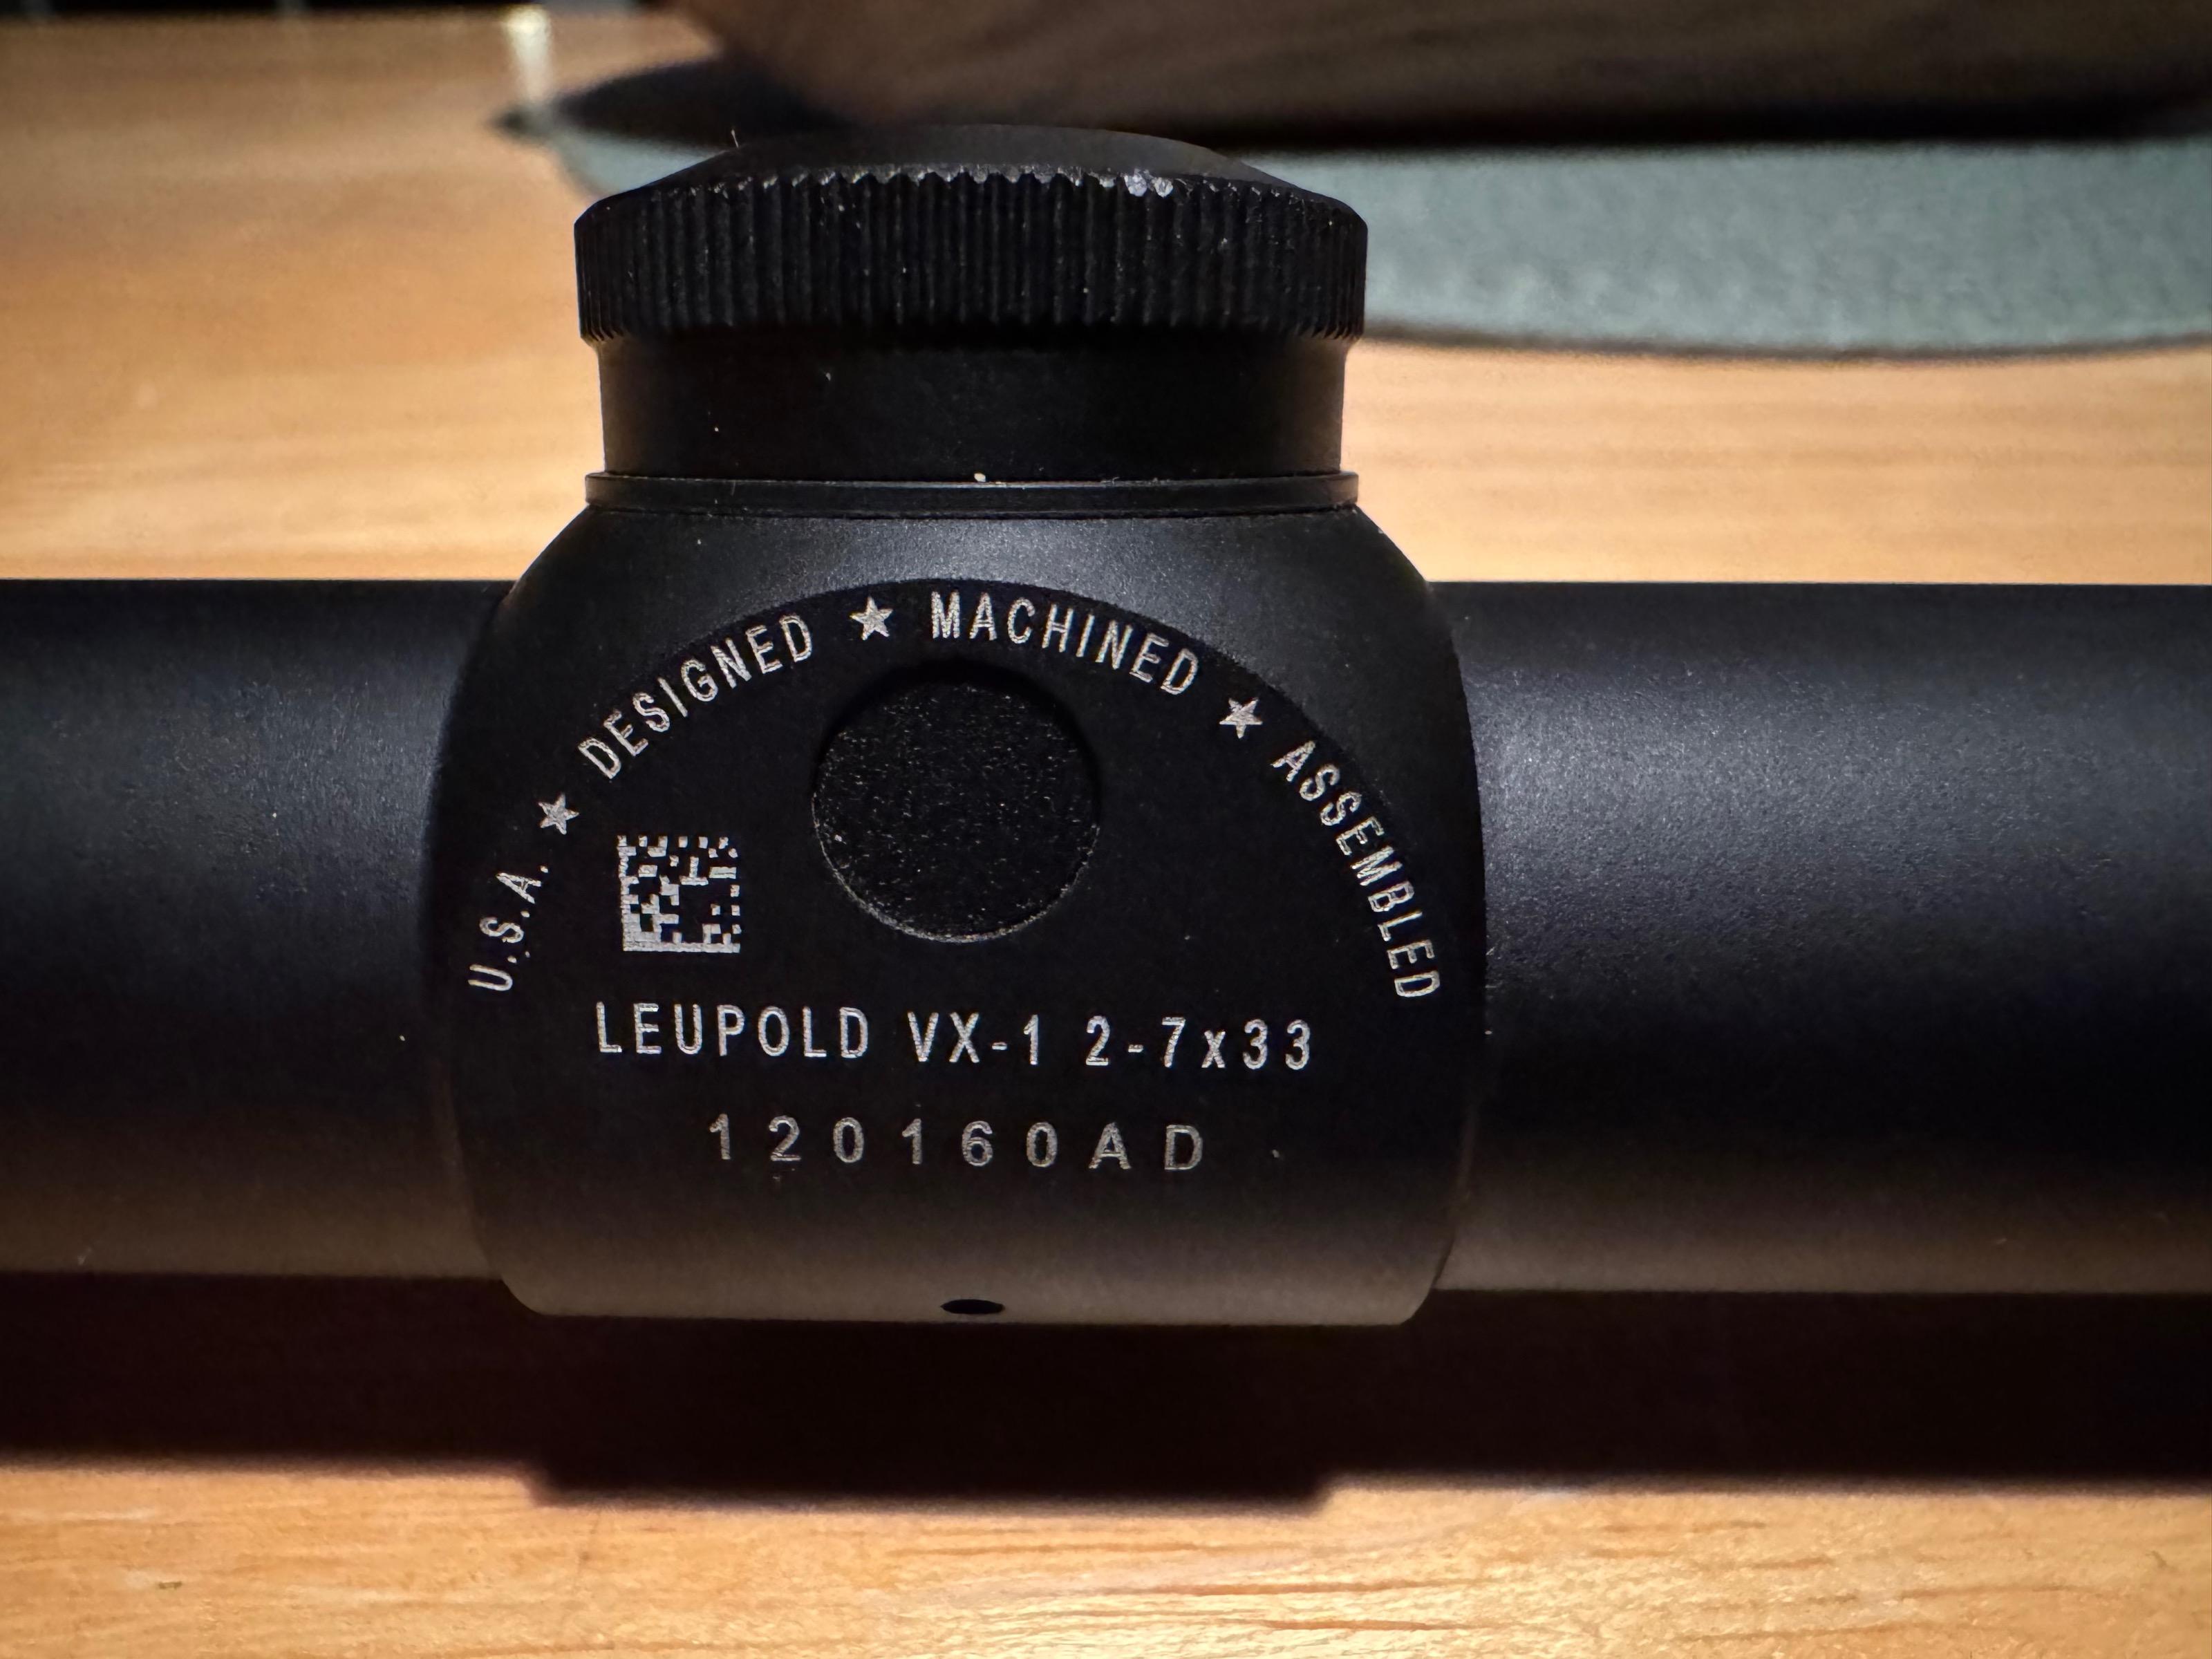 U.S.A. ★ DESIGNED ★ MACHINED ★ ASSEMBLED
LEUPOLD VX-1 2-7x33
120160AD